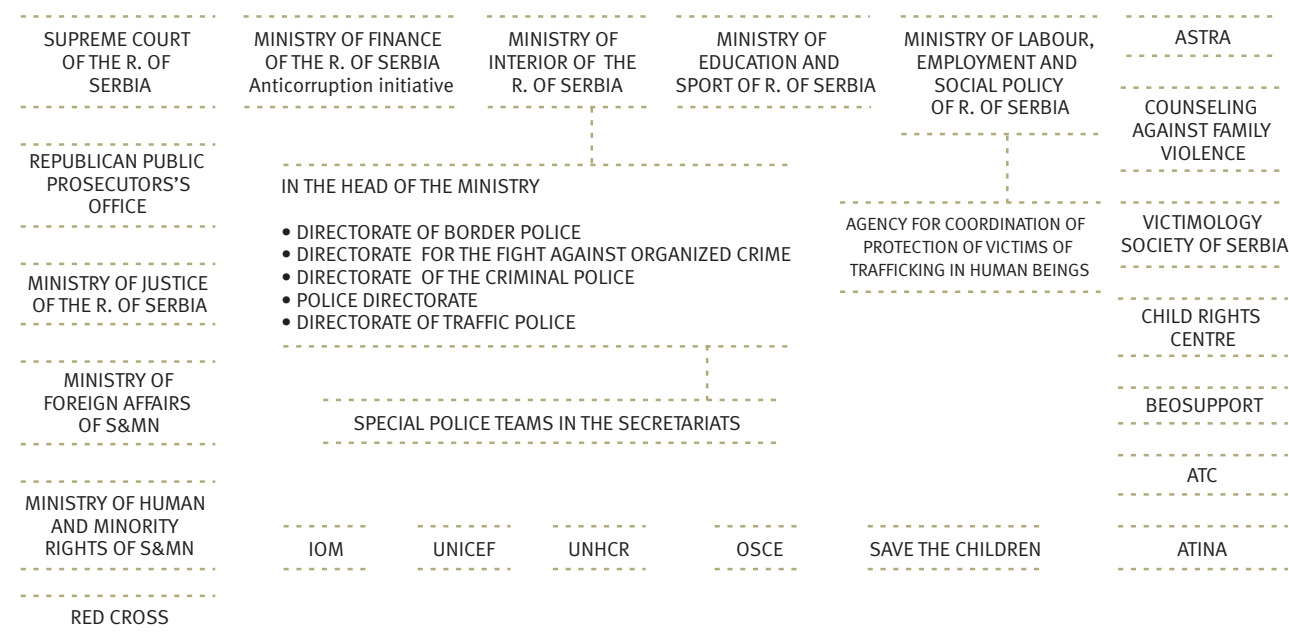 SUPREME COURT
OF THE R. OF
SERBIA
MINISTRY OF FINANCE
OF THE R. OF SERBIA
Anticorruption initiative
MINISTRY OF
INTERIOR OF THE
R. OF SERBIA
MINISTRY OF
EDUCATION AND
SPORT OF R. OF SERBIA
MINISTRY OF LABOUR,
EMPLOYMENT AND
SOCIAL POLICY
OF R. OF SERBIA
ASTRA
COUNSELING
AGAINST FAMILY
VIOLENCE
REPUBLICAN PUBLIC
PROSECUTORS'S
OFFICE
IN THE HEAD OF THE MINISTRY
• DIRECTORATE OF BORDER POLICE
• DIRECTORATE FOR THE FIGHT AGAINST ORGANIZED CRIME
• DIRECTORATE OF THE CRIMINAL POLICE
• POLICE DIRECTORATE
• DIRECTORATE OF TRAFFIC POLICE
AGENCY FOR COORDINATION OF
PROTECTION OF VICTIMS OF
TRAFFICKING IN HUMAN BEINGS
VICTIMOLOGY
SOCIETY OF SERBIA
MINISTRY OF JUSTICE
OF THE R. OF SERBIA
CHILD RIGHTS
CENTRE
MINISTRY OF
FOREIGN AFFAIRS
OF S&MN
SPECIAL POLICE TEAMS IN THE SECRETARIATS
BEOSUPPORT
ATC
MINISTRY OF HUMAN
AND MINORITY
RIGHTS OF S&MN
IOM
UNICEF
UNHCR
OSCE
SAVE THE CHILDREN
ATINA
RED CROSS